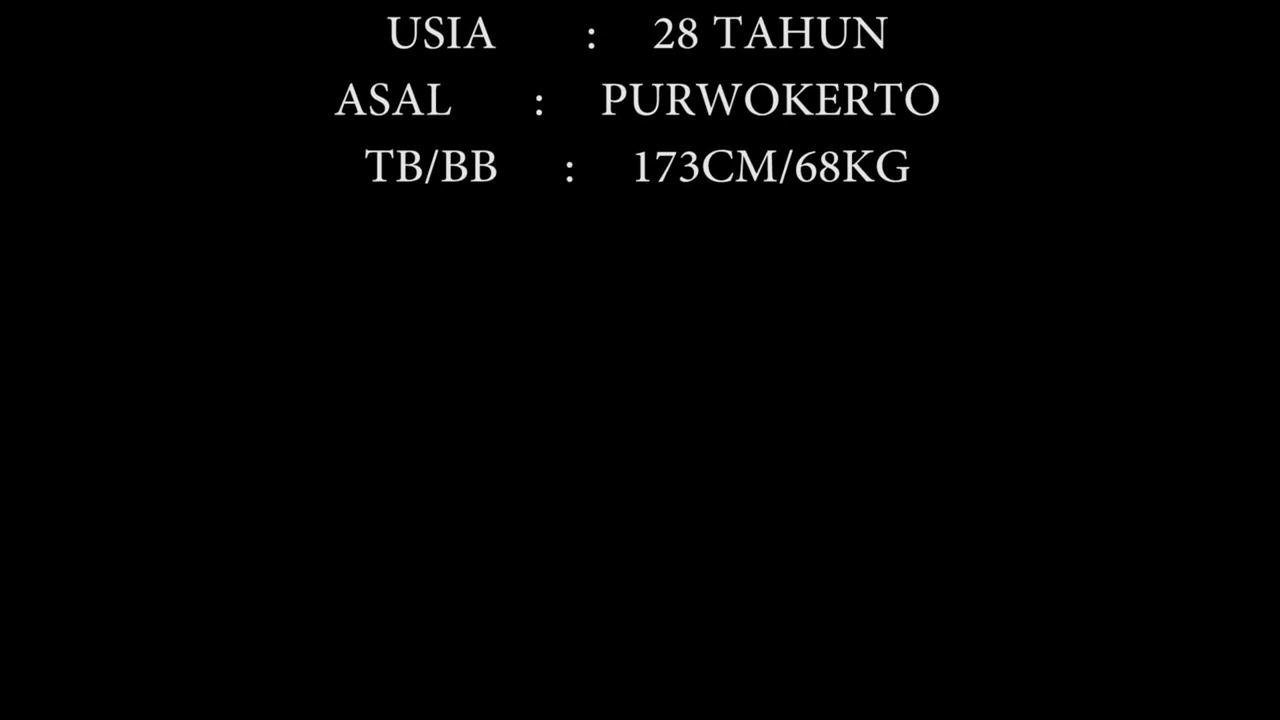 USIA : 28 TAHUN
ASAL : PURWOKERTO
TB/BB : 173CM/68KG